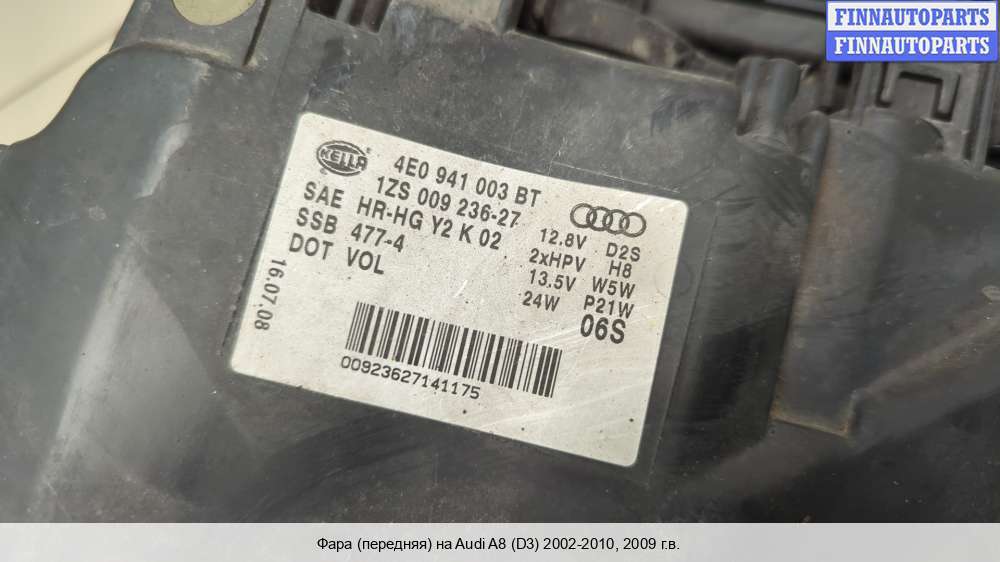 FINNAUTOPARTS
FINNAUTOPARTS
HELLA
4E0 941 003 BT
1ZS 009 236-27
SAE HR-HG Y2 K 02
SSB 477-4
DOT VOL
16.07.08
12.8V D2S
2xHPV H8
13.5V W5W
24W P21W
06S
00923627141175
Фара (передняя) на Audi A8 (D3) 2002-2010, 2009 г.в.